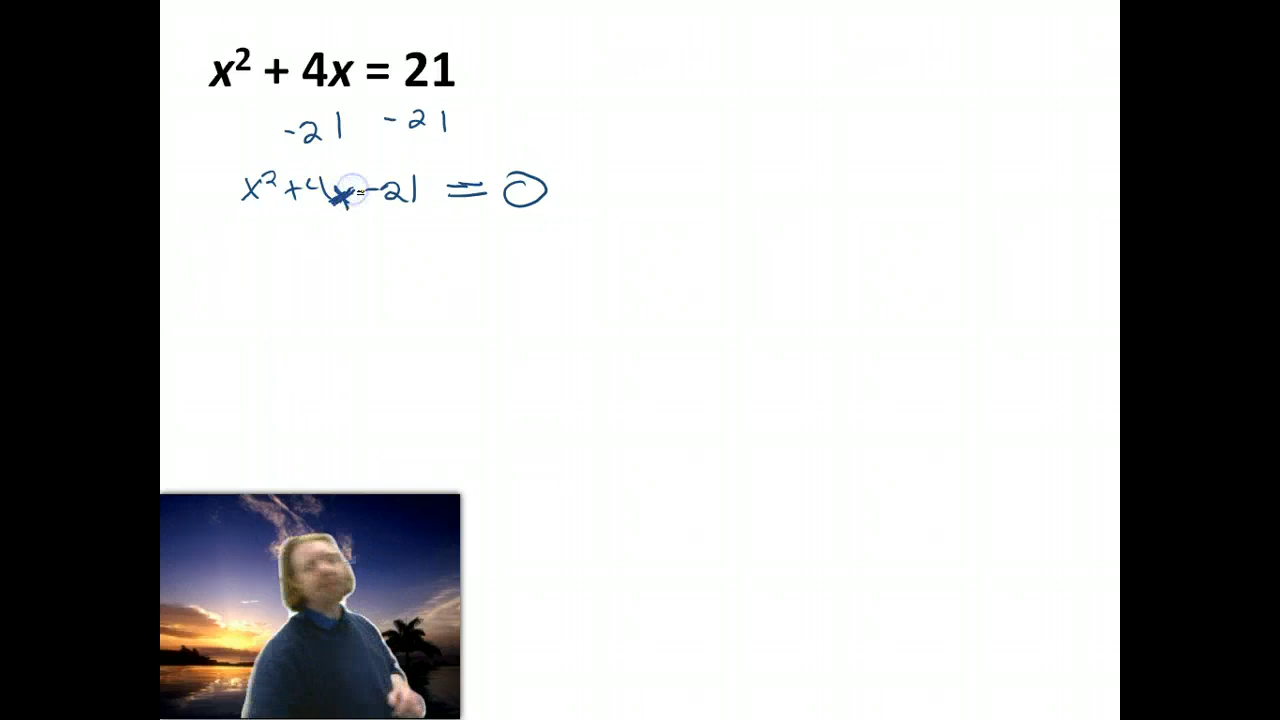 x² + 4x = 21
-21 -21
x² + 4x - 21 = 0